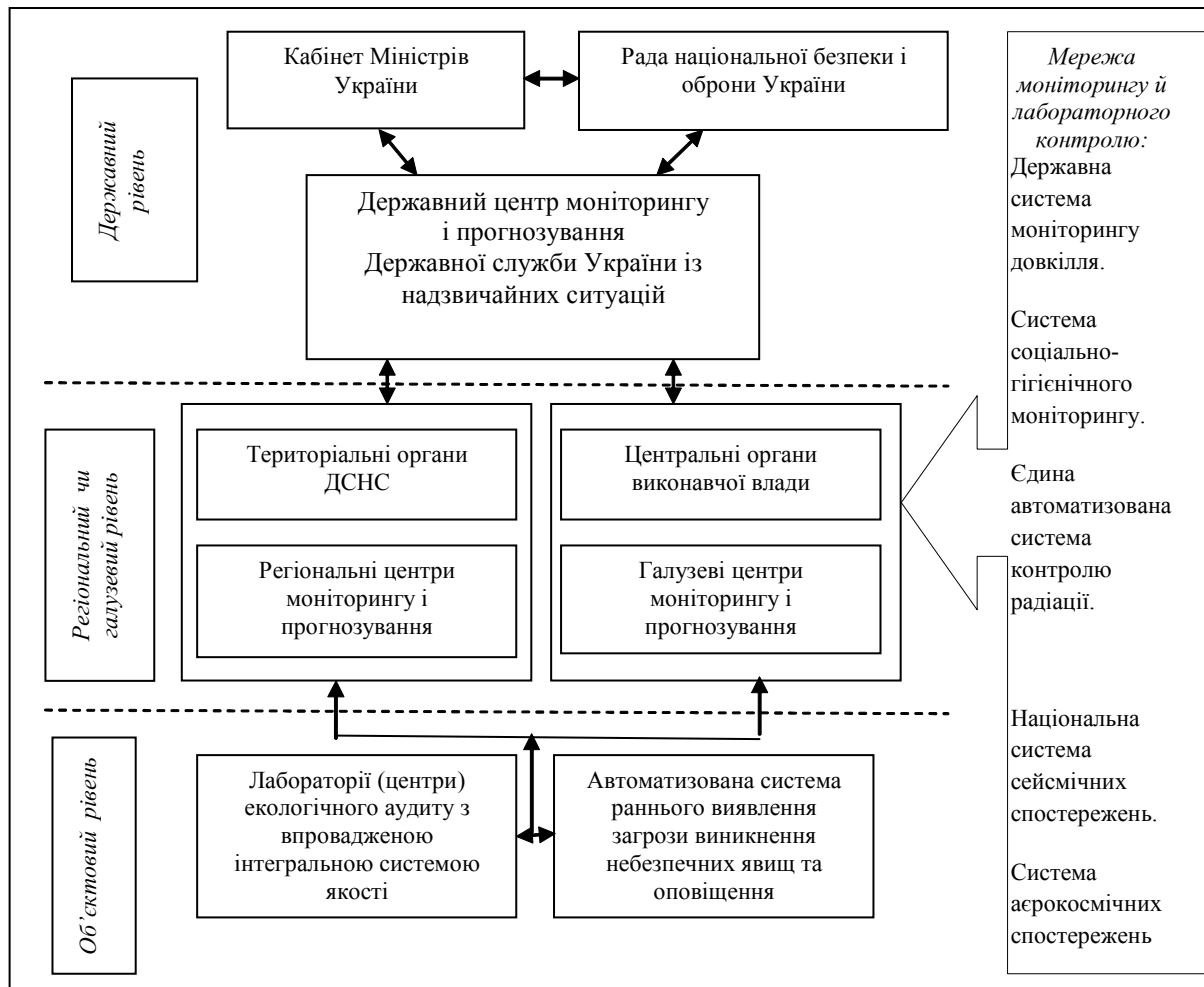 Державний
рівень
Кабінет Міністрів
України
Рада національної безпеки і
оборони України
Державний центр моніторингу
і прогнозування
Державної служби України із
надзвичайних ситуацій
Регіональний чи
галузевий рівень
Територіальні органи
ДСНС
Регіональні центри
моніторингу і
прогнозування
Центральні органи
виконавчої влади
Галузеві центри
моніторингу і
прогнозування
Об’єктовий рівень
Лабораторії (центри)
екологічного аудиту з
впровадженою
інтегральною системою
якості
Автоматизована система
раннього виявлення
загрози виникнення
небезпечних явищ та
оповіщення
Мережа
моніторингу й
лабораторного
контролю:
Державна
система
моніторингу
довкілля.
Система
соціально-
гігієнічного
моніторингу.
Єдина
автоматизована
система
контролю
радіації.
Національна
система
сейсмічних
спостережень.
Система
аєрокосмічних
спостережень